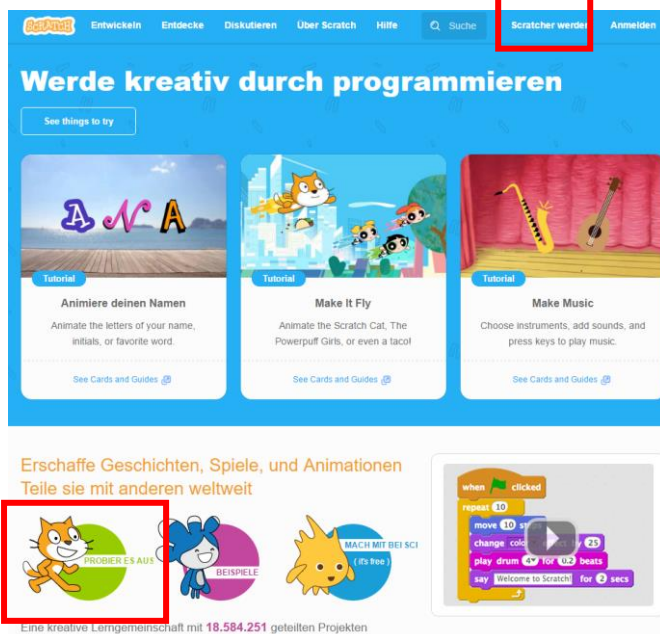 SCRATCH Entwickeln Entdecke Diskutieren Über Scratch Hilfe Suche Scratcher werden Anmelden
Werde kreativ durch programmieren
See things to try
ANA
Tutorial
Animiere deinen Namen
Animate the letters of your name,
initials, or favorite word.
See Cards and Guides
Tutorial
Make It Fly
Animate the Scratch Cat, The
Powerpuff Girls, or even a taco!
See Cards and Guides
Tutorial
Make Music
Choose instruments, add sounds, and
press keys to play music.
See Cards and Guides
Erschaffe Geschichten, Spiele, und Animationen
Teile sie mit anderen weltweit
PROBIER ES AUS
BEISPIELE
MACH MIT BEI SCI
( it's free )
when clicked
repeat 10
move 10 steps
change by 25
play drum 4 for 0.2 beats
say Welcome to Scratch! for 2 secs
Eine kreative Lerngemeinschaft mit 18.584.251 geteilten Projekten